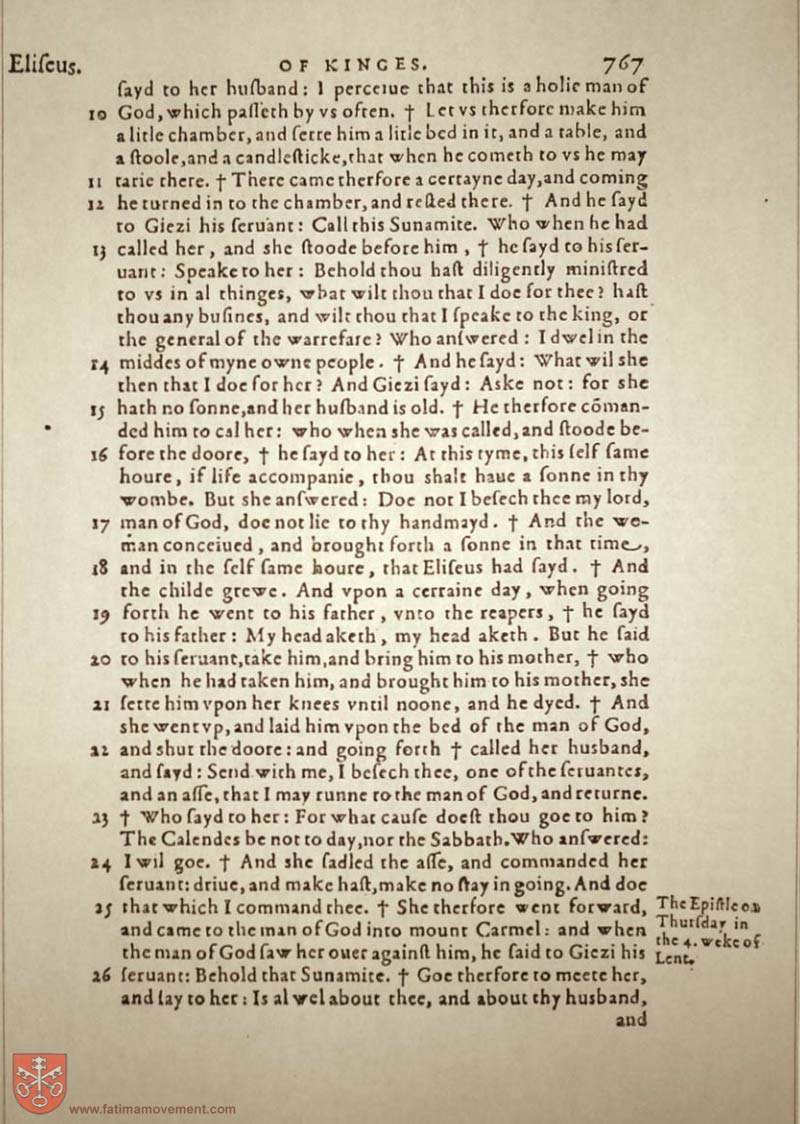 Eliſeus. OF KINGES. 767
ſayd to her huſband: I perceiue that this is a holie man of
10 God, which paſſeth by vs often. † Let vs therfore make him
a litle chamber, and ſette him a litle bed in it, and a table, and
a ſtoole, and a candleſticke, that when he cometh to vs he may
11 tarie there. † There came therfore a certayne day, and coming
12 he turned in to the chamber, and reſted there. † And he ſayd
to Giezi his ſeruant: Call this Sunamite. Who when he had
13 called her, and she ſtoode before him, † he ſayd to his ſer-
uant: Speake to her: Behold thou haſt diligently miniſtred
to vs in al thinges, what wilt thou that I doe for thee? haſt
thou any buſines, and wilt thou that I ſpeake to the king, or
the general of the warrefare? Who anſwered: I dwel in the
14 middes of myne owne people. † And he ſayd: What wil she
then that I doe for her? And Giezi ſayd: Aske not: for she
15 hath no ſonne, and her huſband is old. † He therfore cōman-
ded him to cal her: who when she was called, and ſtoode be-
16 fore the doore, † he ſayd to her: At this tyme, this ſelf ſame
houre, if life accompanie, thou shalt haue a ſonne in thy
wombe. But she anſwered: Doe not I beſech thee my lord,
17 man of God, doe not lie to thy handmayd. † And the wo-
man conceiued, and brought forth a ſonne in that time,
18 and in the ſelf ſame houre, that Eliſeus had ſayd. † And
the childe grewe. And vpon a certaine day, when going
19 forth he went to his father, vnto the reapers, † he ſayd
to his father: My head aketh, my head aketh. But he ſaid
20 to his ſeruant, take him, and bring him to his mother, † who
when he had taken him, and brought him to his mother, she
21 ſette him vpon her knees vntil noone, and he dyed. † And
she went vp, and laid him vpon the bed of the man of God,
22 and shut the doore: and going forth † called her husband,
and ſayd: Send with me, I beſech thee, one of the ſeruantes,
and an aſſe, that I may runne to the man of God, and returne.
23 † Who ſayd to her: For what cauſe doeſt thou goe to him?
The Calendes be not to day, nor the Sabbath. Who anſwered:
24 I wil goe. † And she ſadled the aſſe, and commanded her
ſeruant: driue, and make haſt, make no ſtay in going. And doe
25 that which I command thee. † She therfore went forward,
and came to the man of God into mount Carmel: and when
the man of God ſaw her ouer againſt him, he ſaid to Giezi his
26 ſeruant: Behold that Sunamite. † Goe therfore to meete her,
and ſay to her: Is al wel about thee, and about thy husband,
and
The Epiſtle on
Thurſday in
the 4. weke of
Lent.
www.fatimamovement.com